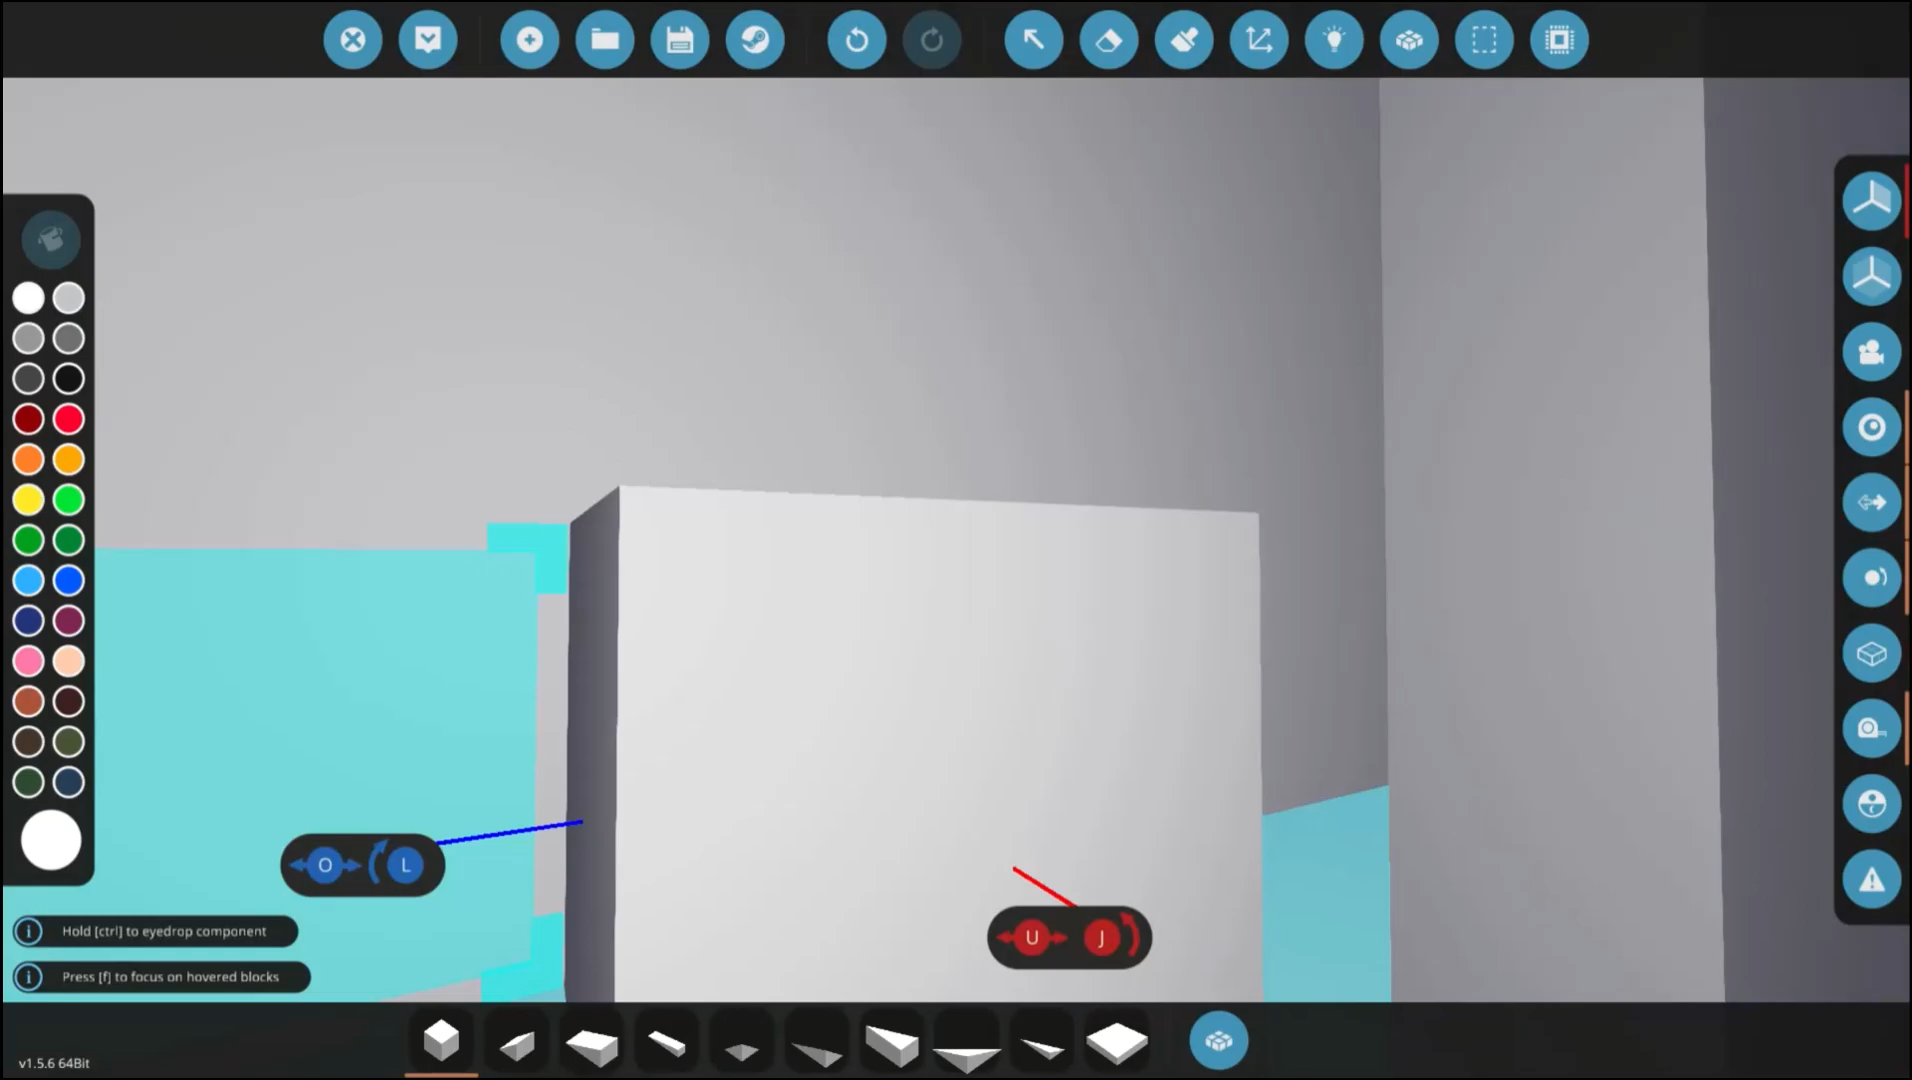 O L
U J
Hold [ctrl] to eyedrop component
Press [f] to focus on hovered blocks
v1.5.6 64Bit